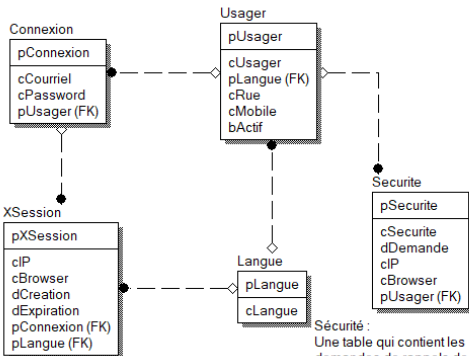 Connexion
pConnexion
cCourriel
cPassword
pUsager (FK)
Usager
pUsager
cUsager
pLangue (FK)
cRue
cMobile
bActif
Securite
pSecurite
cSecurite
dDemande
cIP
cBrowser
pUsager (FK)
XSession
pXSession
cIP
cBrowser
dCreation
dExpiration
pConnexion (FK)
pLangue (FK)
Langue
pLangue
cLangue
Sécurité :
Une table qui contient les